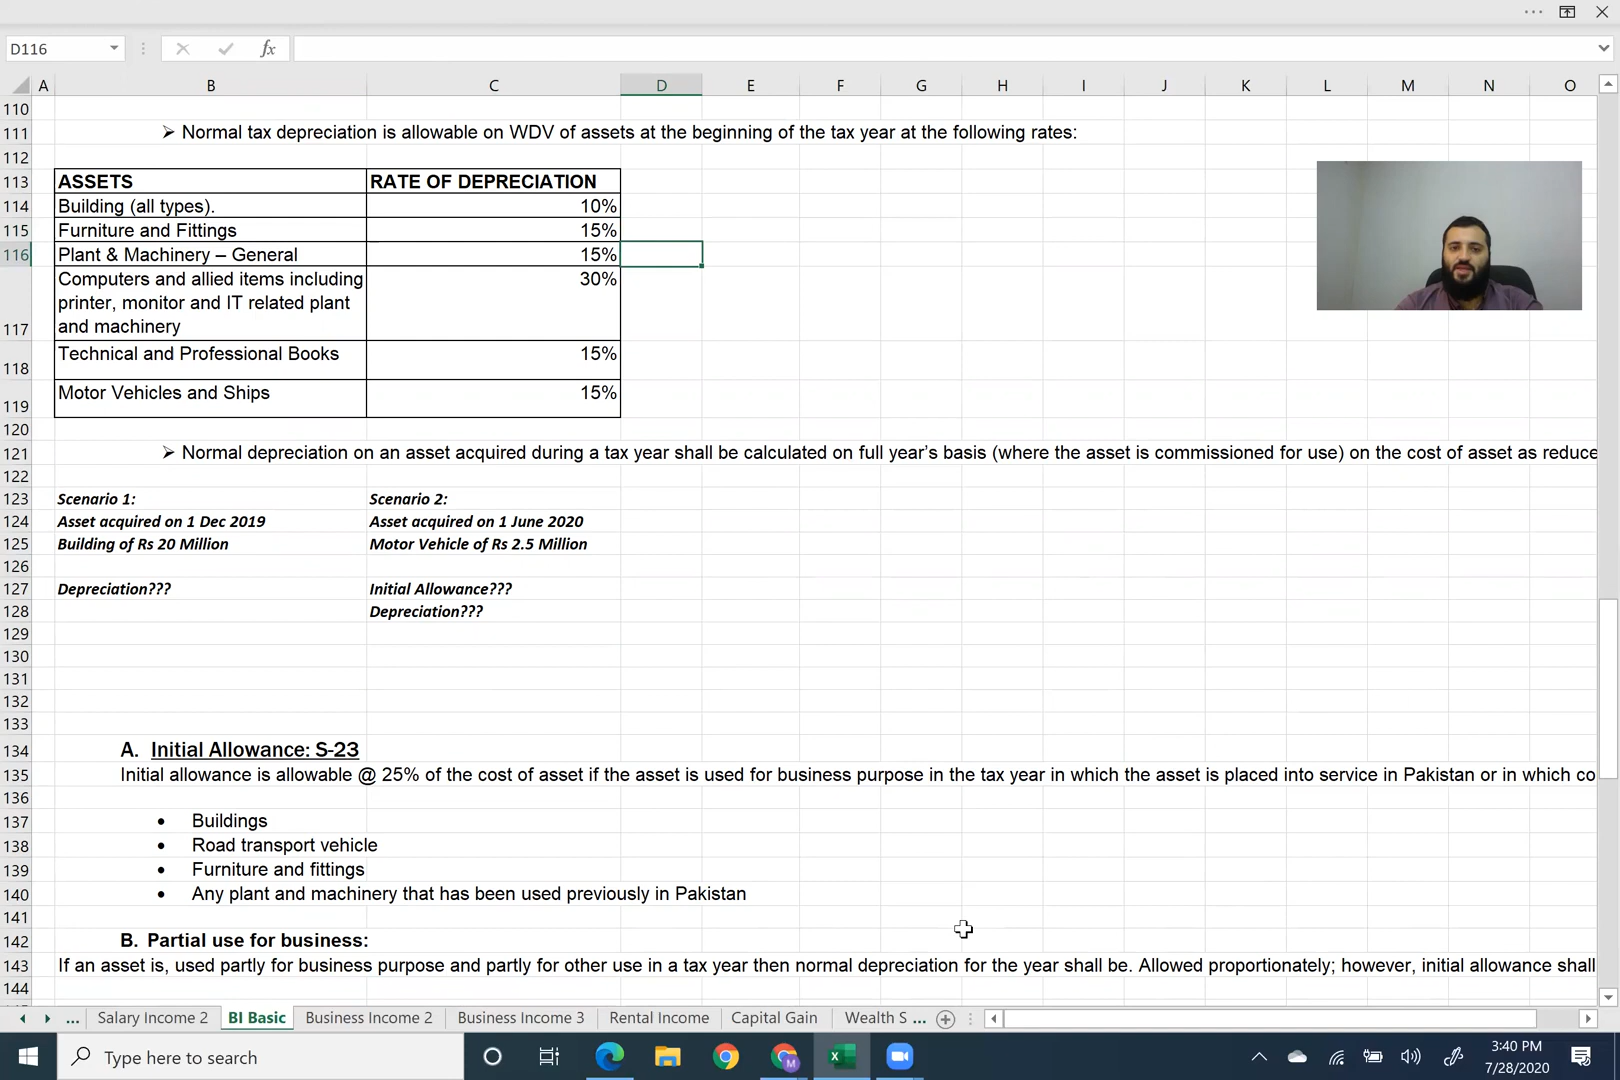 D116
fx
A B C D E F G H I J K L M N O
110
111 ➢ Normal tax depreciation is allowable on WDV of assets at the beginning of the tax year at the following rates:
112
113 ASSETS RATE OF DEPRECIATION
114 Building (all types). 10%
115 Furniture and Fittings 15%
116 Plant & Machinery – General 15%
Computers and allied items including 30%
printer, monitor and IT related plant
117 and machinery
Technical and Professional Books 15%
118
Motor Vehicles and Ships 15%
119
120
121 ➢ Normal depreciation on an asset acquired during a tax year shall be calculated on full year’s basis (where the asset is commissioned for use) on the cost of asset as reduce
122
123 Scenario 1: Scenario 2:
124 Asset acquired on 1 Dec 2019 Asset acquired on 1 June 2020
125 Building of Rs 20 Million Motor Vehicle of Rs 2.5 Million
126
127 Depreciation??? Initial Allowance???
128 Depreciation???
129
130
131
132
133
134 A. Initial Allowance: S-23
135 Initial allowance is allowable @ 25% of the cost of asset if the asset is used for business purpose in the tax year in which the asset is placed into service in Pakistan or in which co
136
137 • Buildings
138 • Road transport vehicle
139 • Furniture and fittings
140 • Any plant and machinery that has been used previously in Pakistan
141
142 B. Partial use for business:
143 If an asset is, used partly for business purpose and partly for other use in a tax year then normal depreciation for the year shall be. Allowed proportionately; however, initial allowance shall
144
... Salary Income 2 BI Basic Business Income 2 Business Income 3 Rental Income Capital Gain Wealth S ...
Type here to search
M
3:40 PM
7/28/2020